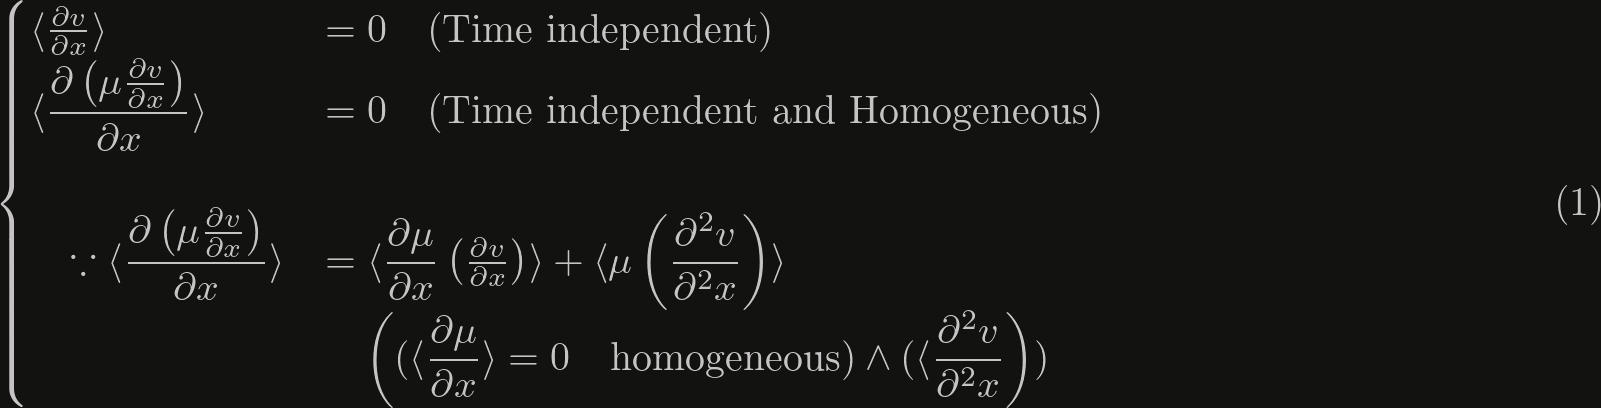 ⟨∂v/∂x⟩ = 0 (Time independent)
⟨∂(μ ∂v/∂x)/∂x⟩ = 0 (Time independent and Homogeneous)
∵ ⟨∂(μ ∂v/∂x)/∂x⟩ = ⟨∂μ/∂x (∂v/∂x)⟩ + ⟨μ (∂²v/∂²x)⟩ (1)
((⟨∂μ/∂x⟩ = 0 homogeneous) ∧ (⟨∂²v/∂²x))